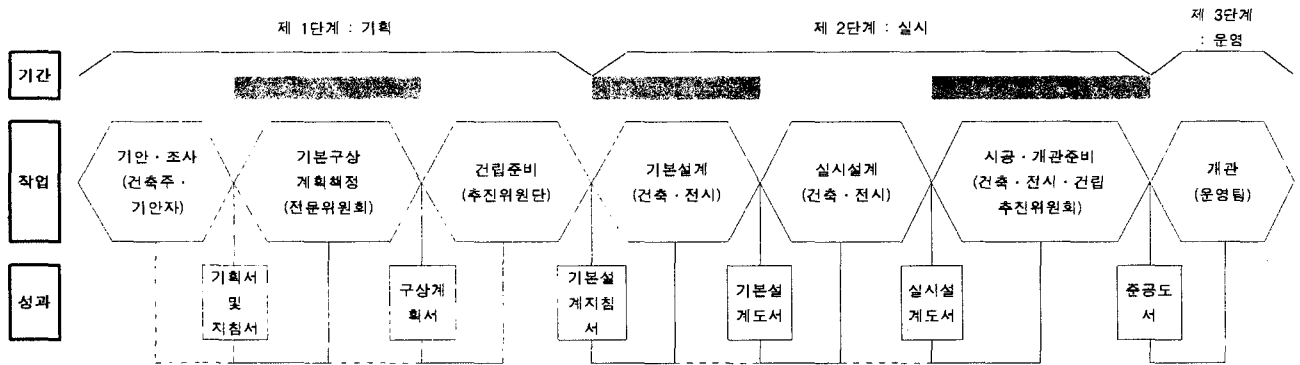 제 1단계 : 기획
제 2단계 : 실시
제 3단계
: 운영
기간
작업
기안 · 조사
(건축주 ·
기안자)
기본구상
계획책정
(전문위원회)
건립준비
(추진위원단)
기본설계
(건축 · 전시)
실시설계
(건축 · 전시)
시공 · 개관준비
(건축 · 전시 · 건립
추진위원회)
개관
(운영팀)
성과
기획서
및
지침서
구상계
획서
기본설
계지침
서
기본설
계도서
실시설
계도서
준공도
서